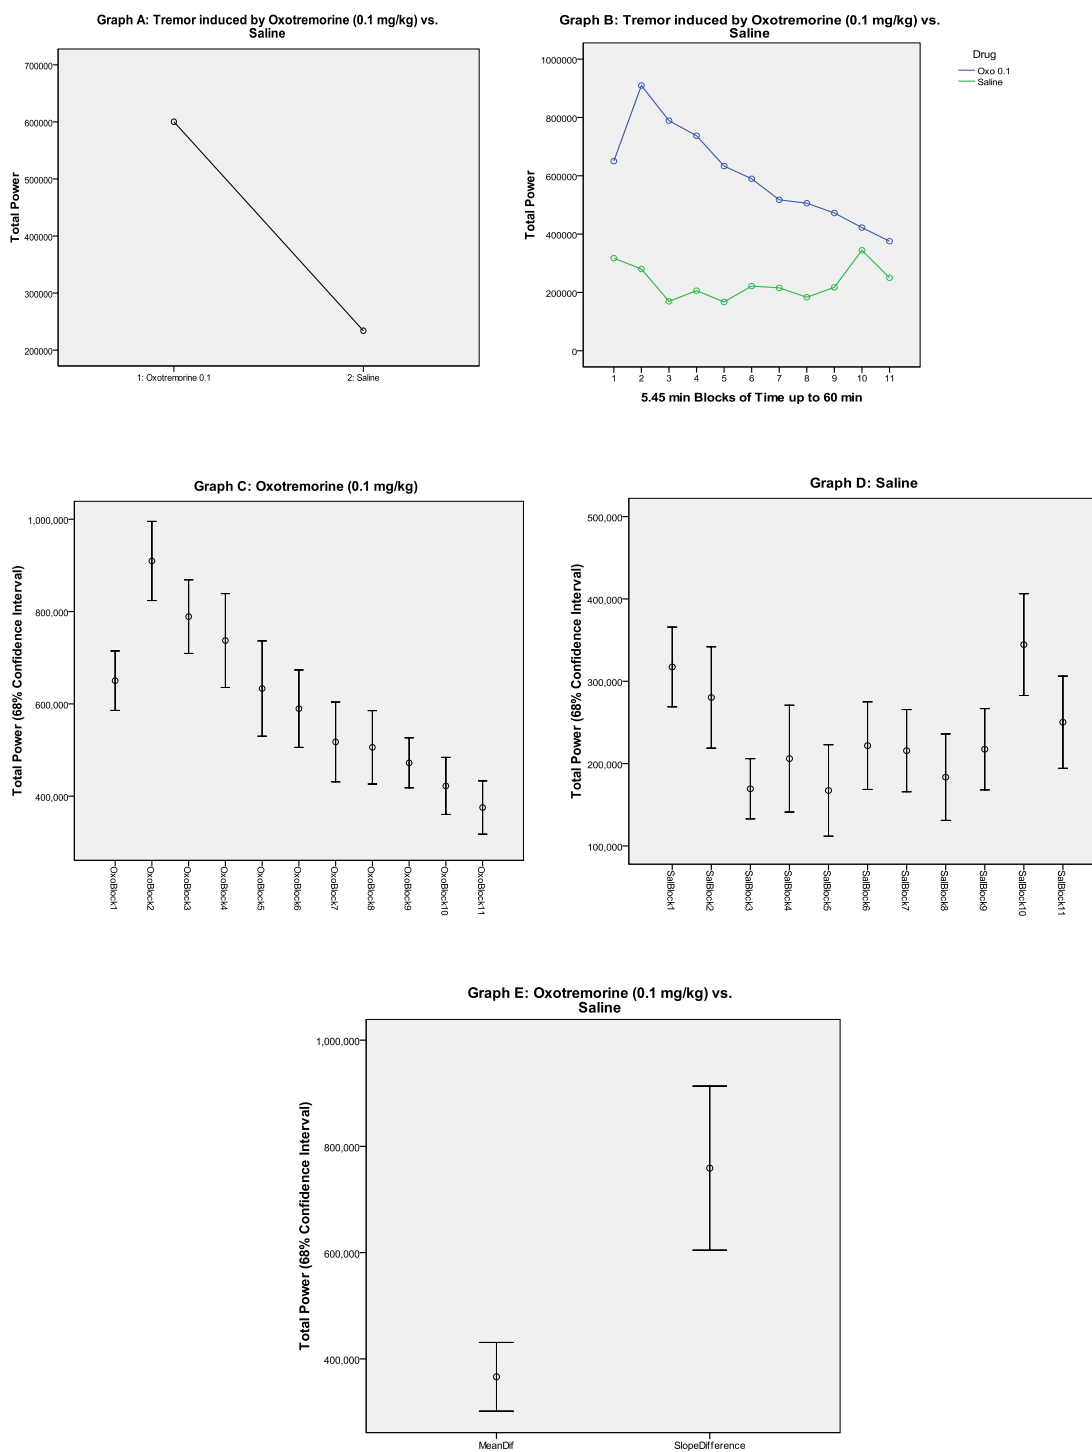 Graph A: Tremor induced by Oxotremorine (0.1 mg/kg) vs.
Saline
Total Power
700000
600000
500000
400000
300000
200000
1: Oxotremorine 0.1
2: Saline
Graph B: Tremor induced by Oxotremorine (0.1 mg/kg) vs.
Saline
Total Power
1000000
800000
600000
400000
200000
0
1 2 3 4 5 6 7 8 9 10 11
5.45 min Blocks of Time up to 60 min
Drug
Oxo 0.1
Saline
Graph C: Oxotremorine (0.1 mg/kg)
Total Power (68% Confidence Interval)
1,000,000
800,000
600,000
400,000
OxoBlock1
OxoBlock2
OxoBlock3
OxoBlock4
OxoBlock5
OxoBlock6
OxoBlock7
OxoBlock8
OxoBlock9
OxoBlock10
OxoBlock11
Graph D: Saline
Total Power (68% Confidence Interval)
500,000
400,000
300,000
200,000
100,000
SalBlock1
SalBlock2
SalBlock3
SalBlock4
SalBlock5
SalBlock6
SalBlock7
SalBlock8
SalBlock9
SalBlock10
SalBlock11
Graph E: Oxotremorine (0.1 mg/kg) vs.
Saline
Total Power (68% Confidence Interval)
1,000,000
800,000
600,000
400,000
MeanDif
SlopeDifference